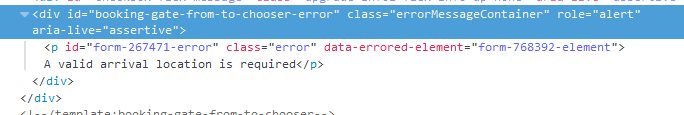 <div id="booking-gate-from-to-chooser-error" class="errorMessageContainer" role="alert"
aria-live="assertive">
<p id="form-267471-error" class="error" data-errored-element="form-768392-element">
A valid arrival location is required</p>
</div>
</div>
<!--/template:booking-gate-from-to-chooser-->